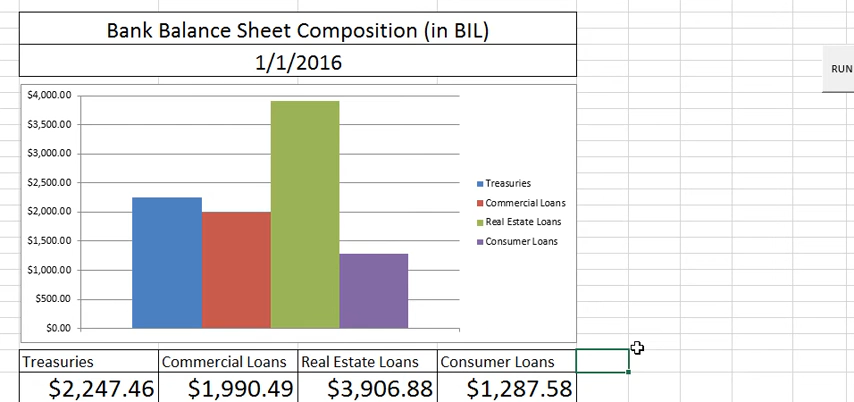 Bank Balance Sheet Composition (in BIL)
1/1/2016
RUN
$4,000.00
$3,500.00
$3,000.00
$2,500.00
$2,000.00
$1,500.00
$1,000.00
$500.00
$0.00
Treasuries
Commercial Loans
Real Estate Loans
Consumer Loans
Treasuries Commercial Loans Real Estate Loans Consumer Loans
$2,247.46 $1,990.49 $3,906.88 $1,287.58